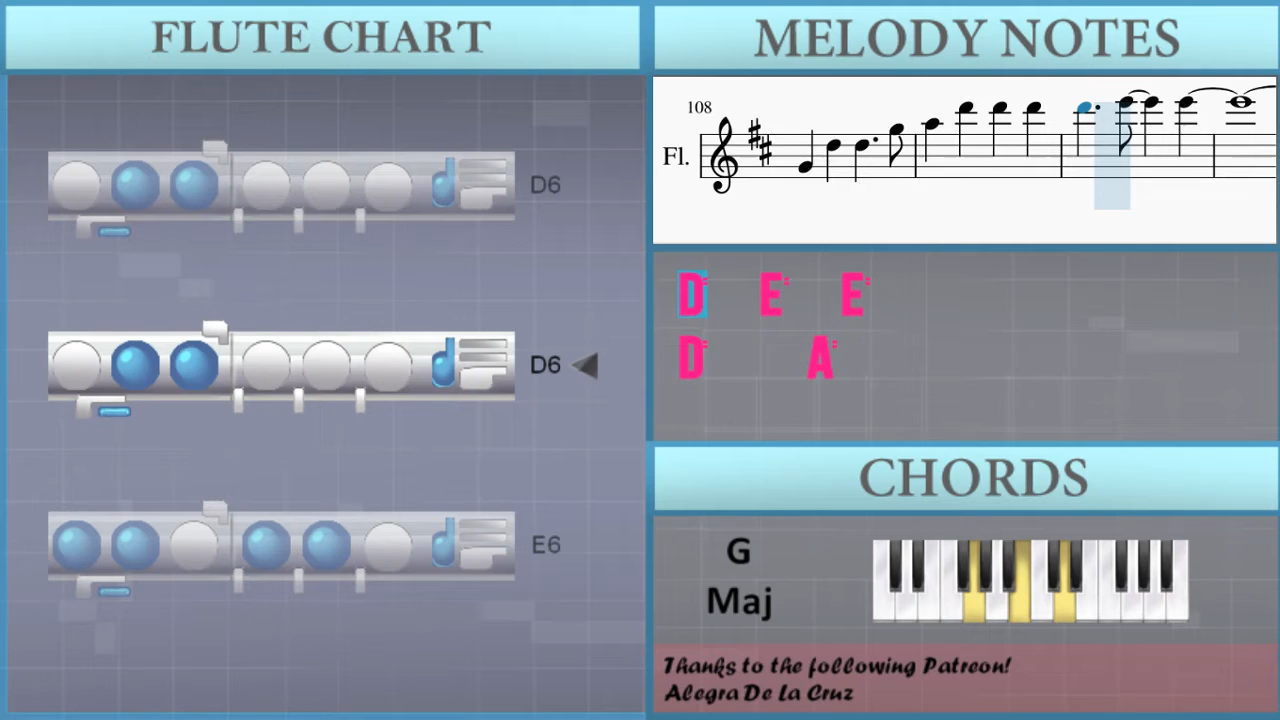 FLUTE CHART
D6
D6
E6
MELODY NOTES
108
Fl.
D: E: E:
D: A:
CHORDS
G
Maj
Thanks to the following Patreon!
Alegra De La Cruz